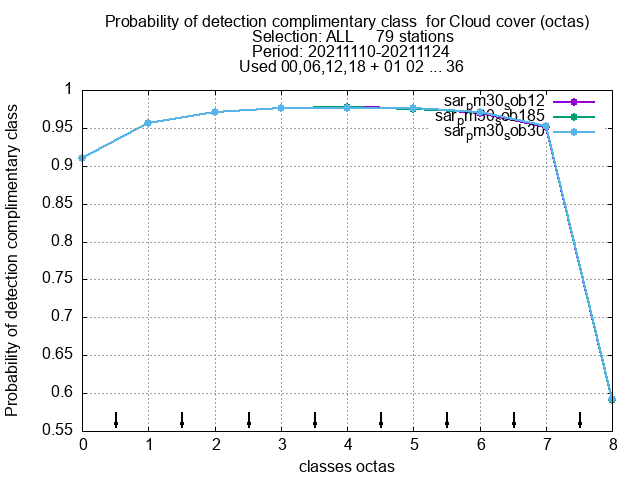 Probability of detection complimentary class for Cloud cover (octas)
Selection: ALL 79 stations
Period: 20211110-20211124
Used 00,06,12,18 + 01 02 ... 36
sar_pm30_sob12
sar_pm30_sob185
sar_pm30_sob30
1
0.95
0.9
0.85
0.8
0.75
0.7
0.65
0.6
0.55
0 1 2 3 4 5 6 7 8
classes octas
Probability of detection complimentary class